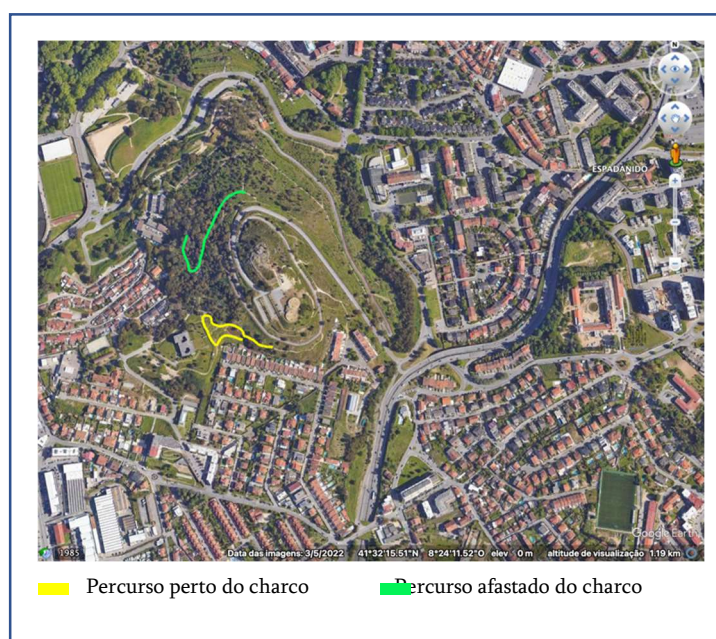 N
ESPADANIDO
Google Earth
1985 Data das imagens: 3/5/2022 41°32'15.51"N 8°24'11.52"O elev 0 m altitude de visualização 1.19 km
Percurso perto do charco Percurso afastado do charco